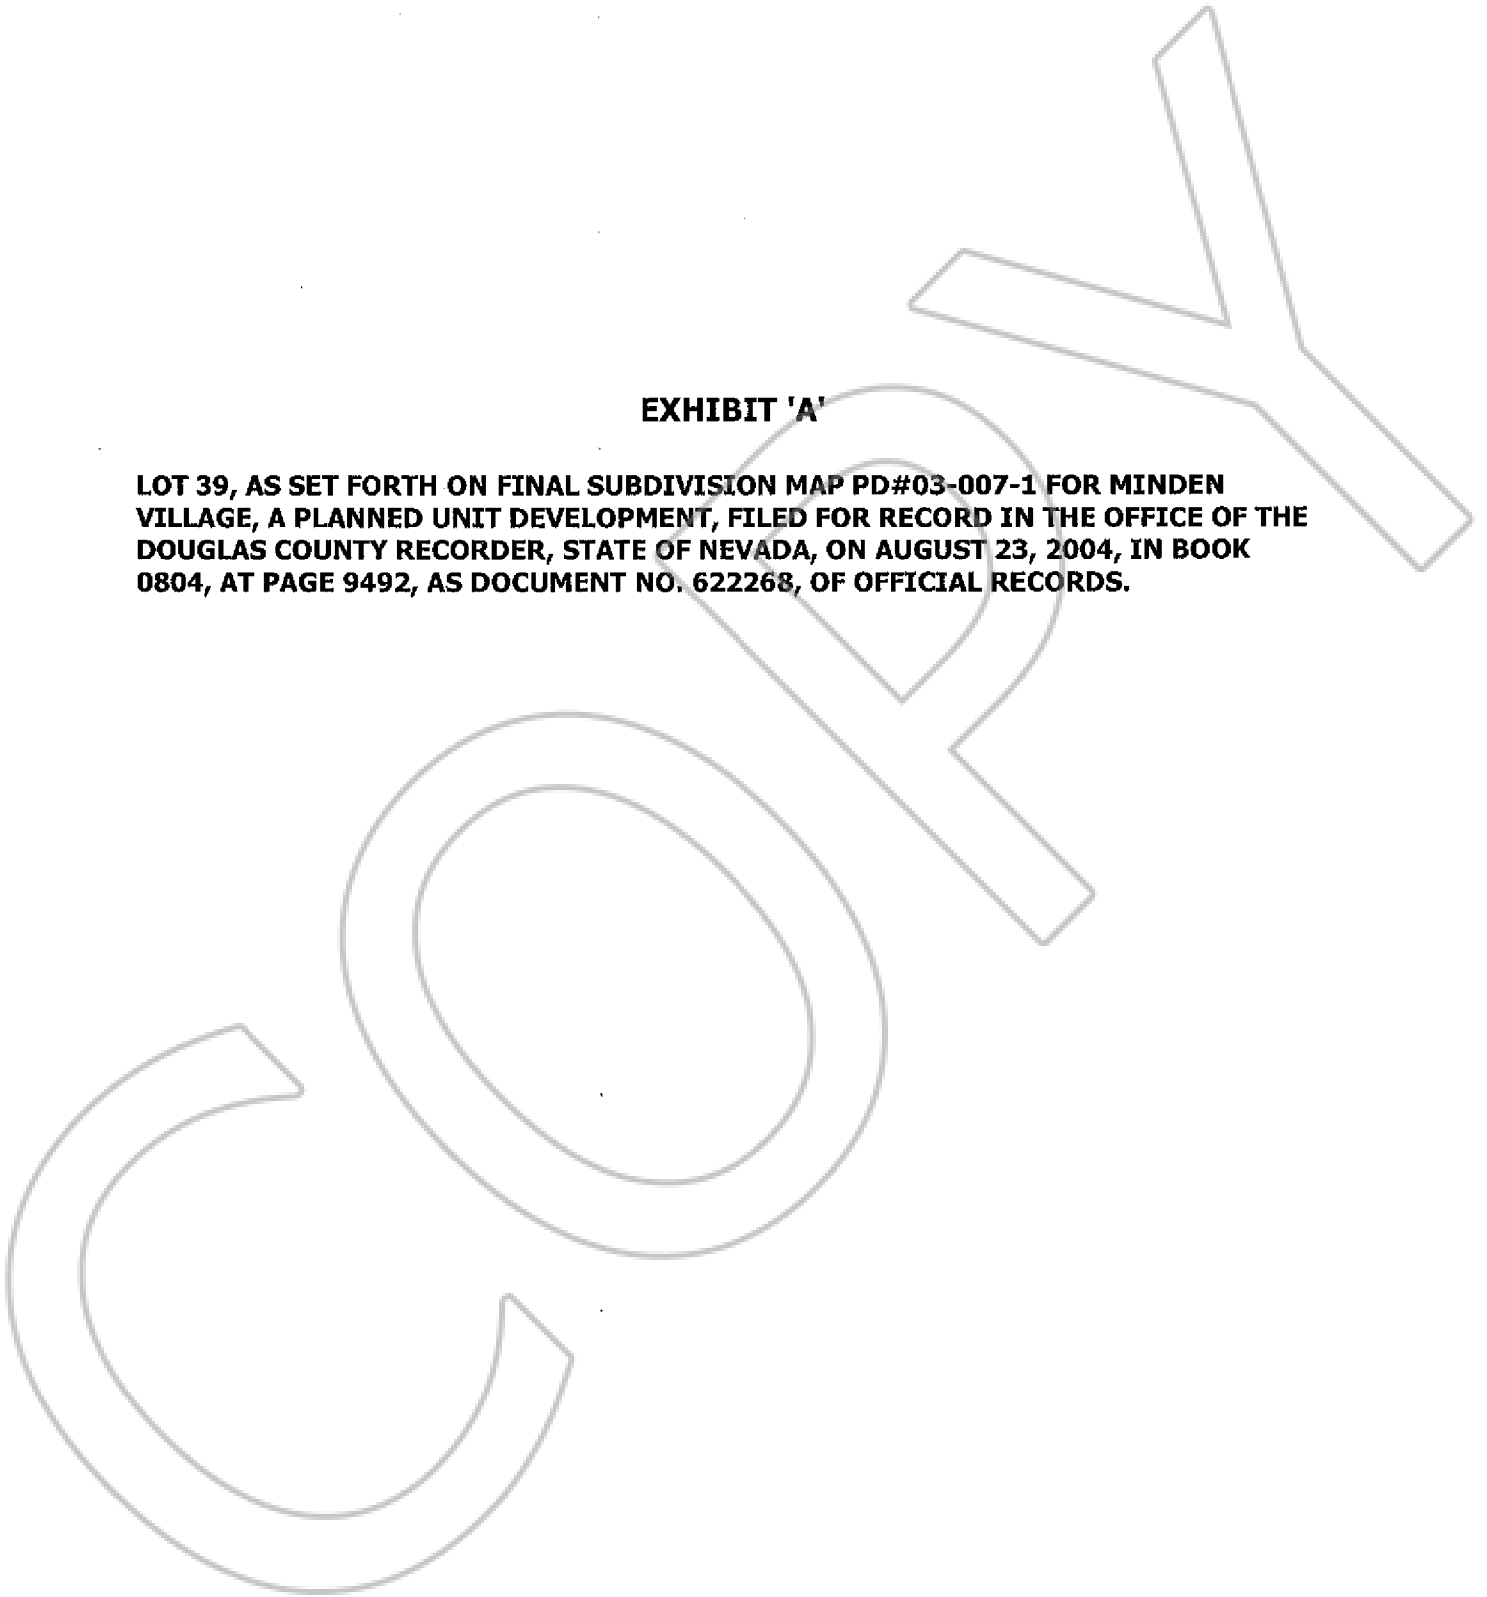 EXHIBIT 'A'
LOT 39, AS SET FORTH ON FINAL SUBDIVISION MAP PD#03-007-1 FOR MINDEN
VILLAGE, A PLANNED UNIT DEVELOPMENT, FILED FOR RECORD IN THE OFFICE OF THE
DOUGLAS COUNTY RECORDER, STATE OF NEVADA, ON AUGUST 23, 2004, IN BOOK
0804, AT PAGE 9492, AS DOCUMENT NO. 622268, OF OFFICIAL RECORDS.
COPY